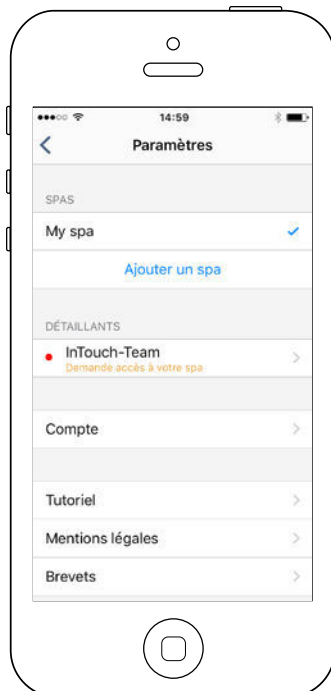 14:59
Paramètres
SPAS
My spa
Ajouter un spa
DÉTAILLANTS
InTouch-Team
Demande accès à votre spa
Compte
Tutoriel
Mentions légales
Brevets